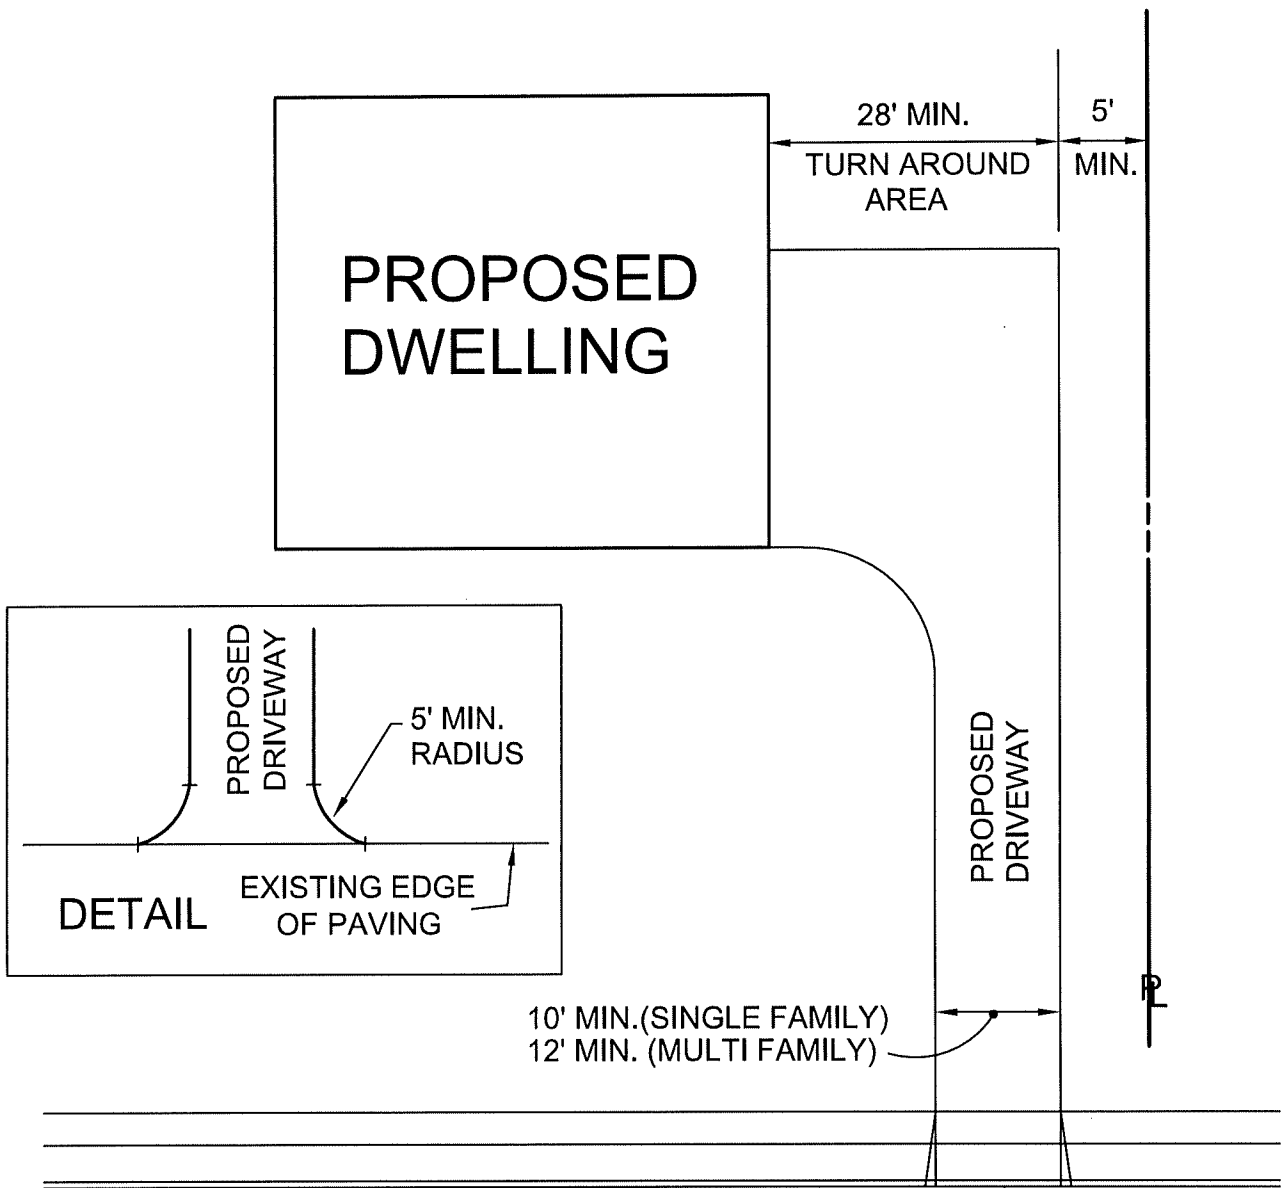 28' MIN.
TURN AROUND
AREA
5'
MIN.
PROPOSED
DWELLING
PROPOSED
DRIVEWAY
5' MIN.
RADIUS
EXISTING EDGE
OF PAVING
DETAIL
PROPOSED
DRIVEWAY
PL
10' MIN.(SINGLE FAMILY)
12' MIN. (MULTI FAMILY)